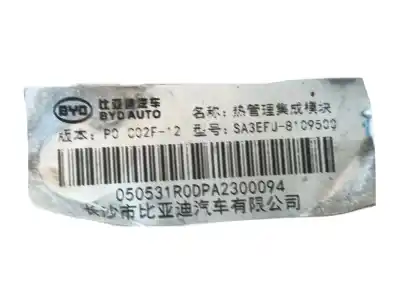 BYD 比亚迪汽车 名称: 热管理集成模块
BYD AUTO
版本: P0 C02F-12 型号: SA3EFJ-8109500
050531R0DPA2300094
长沙市比亚迪汽车有限公司